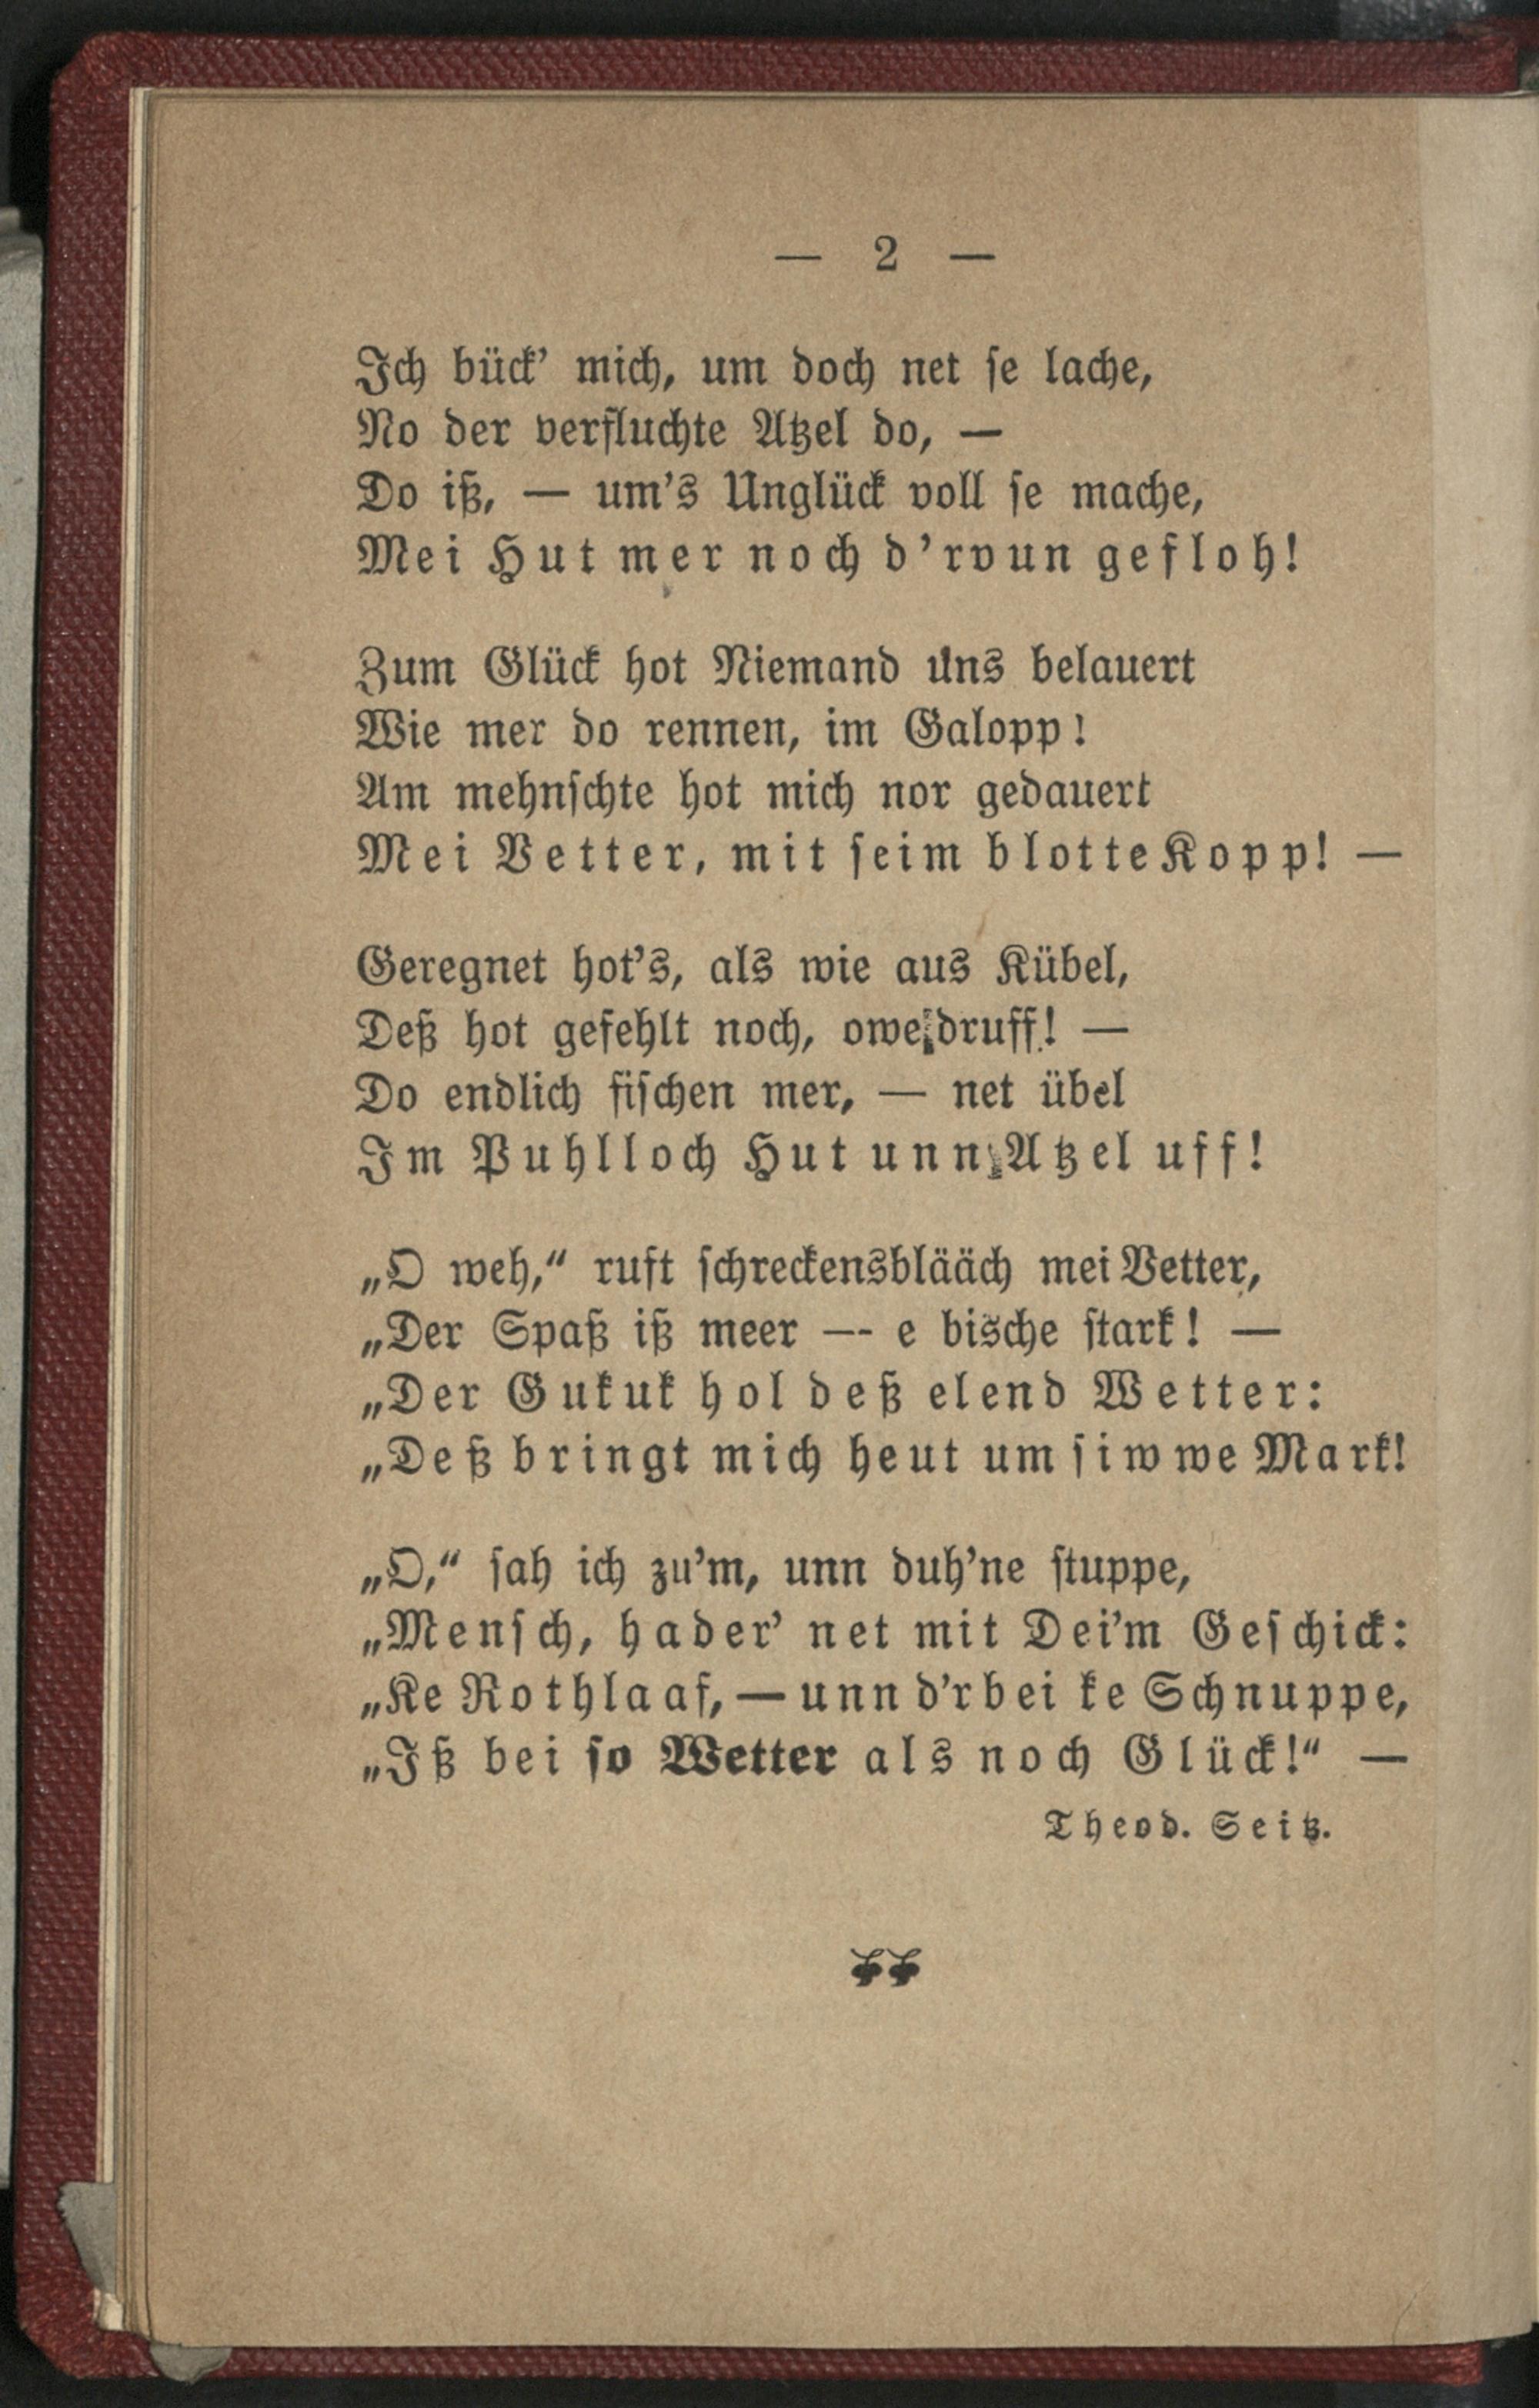 — 2 —
Ich bück' mich, um doch net se lache,
No der verfluchte Atzel do, —
Do iß, — um's Unglück voll se mache,
Mei Hut mer noch d'rvun gefloh!
Zum Glück hot Niemand uns belauert
Wie mer do rennen, im Galopp!
Am mehnschte hot mich nor gedauert
Mei Vetter, mit seim blotte Kopp! —
Geregnet hot's, als wie aus Kübel,
Deß hot gefehlt noch, owe druff! —
Do endlich fischen mer, — net übel
Im Puhlloch Hut unn Atzel uff!
„O weh,“ ruft schreckensblääch mei Vetter,
„Der Spaß iß meer — e bische stark! —
„Der Gukuk hol deß elend Wetter:
„Deß bringt mich heut um siwwe Mark!
„O,“ sah ich zu'm, unn duh'ne stuppe,
„Mensch, hader' net mit Dei'm Geschick:
„Ke Rothlaaf, — unn d'rbei ke Schnuppe,
„Iß bei so Wetter als noch Glück!“ —
Theod. Seitz.